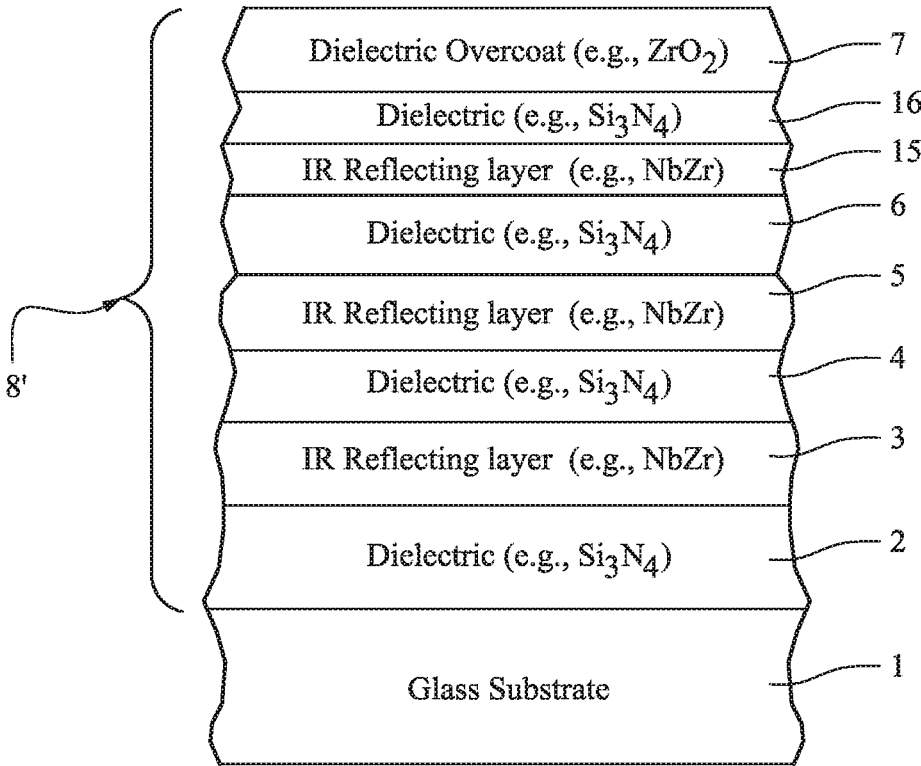 Dielectric Overcoat (e.g., ZrO₂) 7
Dielectric (e.g., Si₃N₄) 16
IR Reflecting layer (e.g., NbZr) 15
Dielectric (e.g., Si₃N₄) 6
IR Reflecting layer (e.g., NbZr) 5
Dielectric (e.g., Si₃N₄) 4
8'
IR Reflecting layer (e.g., NbZr) 3
Dielectric (e.g., Si₃N₄) 2
Glass Substrate 1